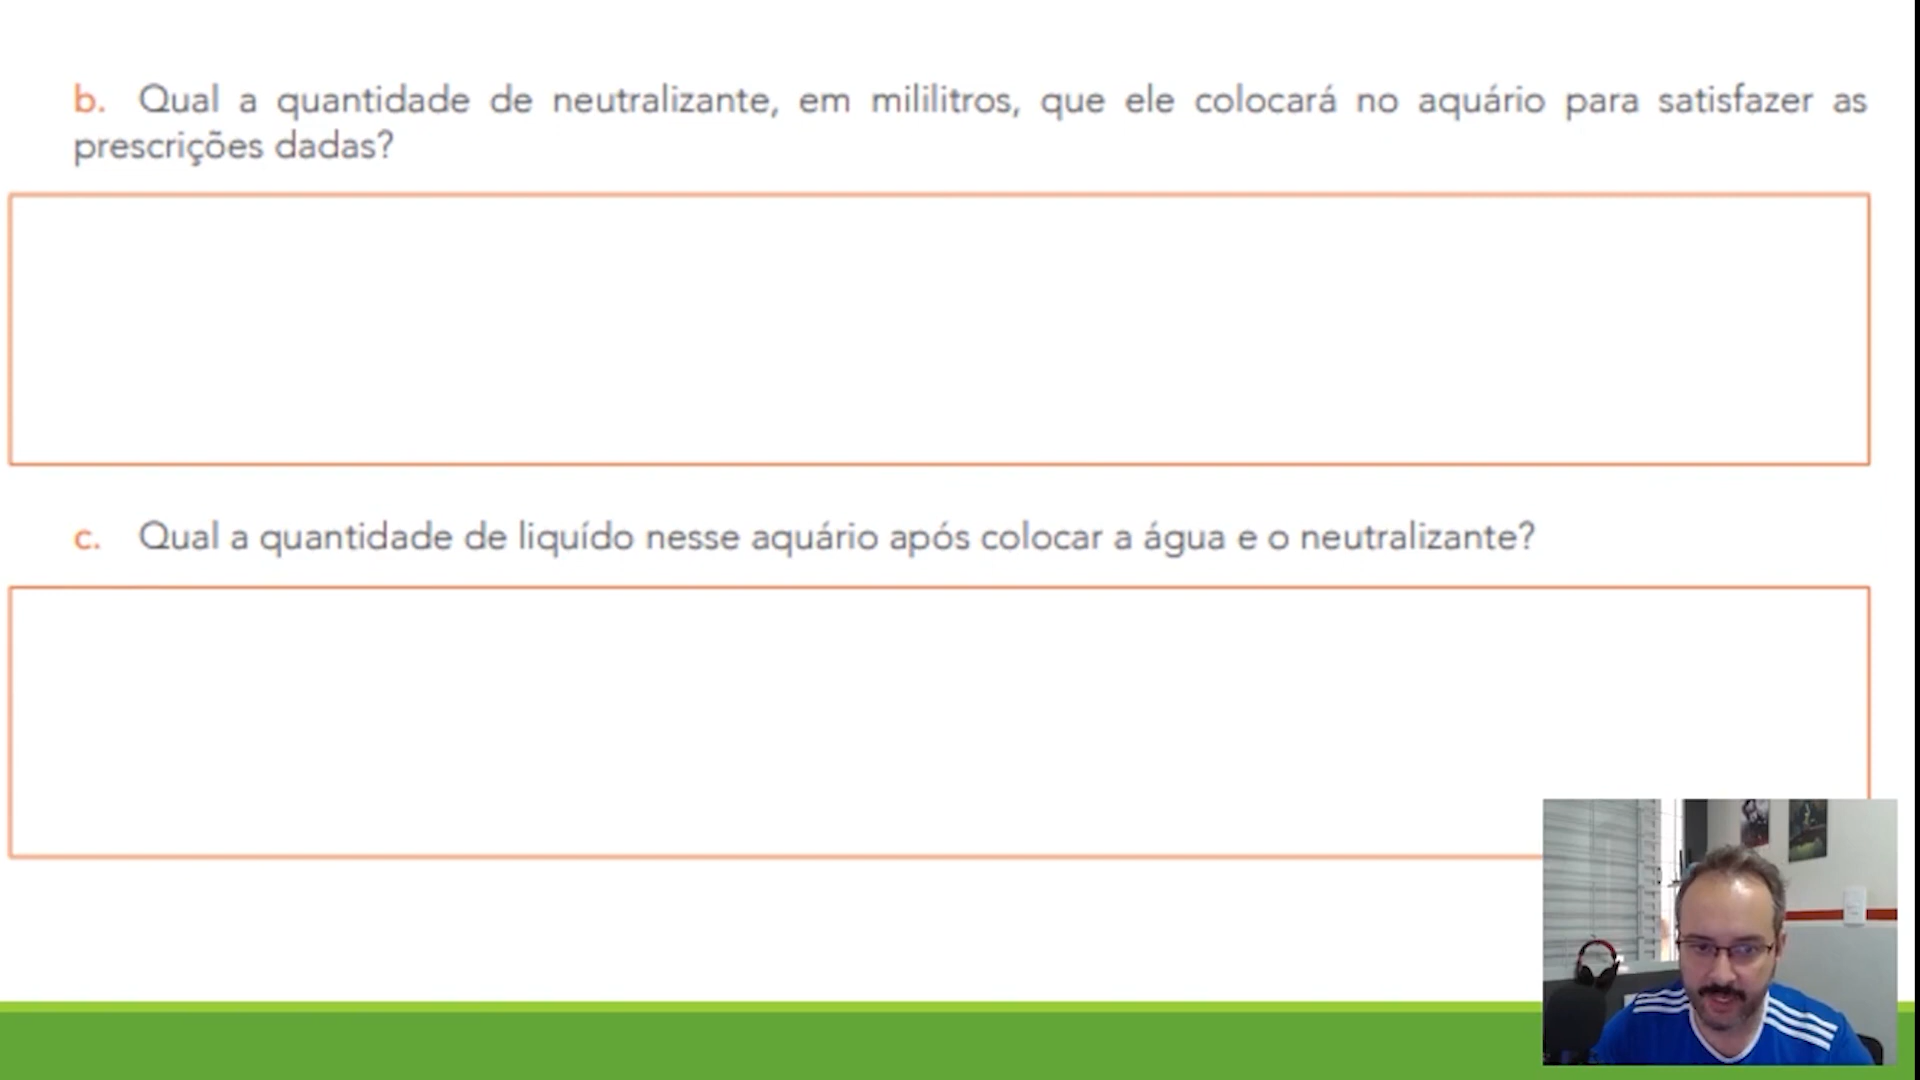 b. Qual a quantidade de neutralizante, em mililitros, que ele colocará no aquário para satisfazer as
prescrições dadas?
c. Qual a quantidade de liquído nesse aquário após colocar a água e o neutralizante?